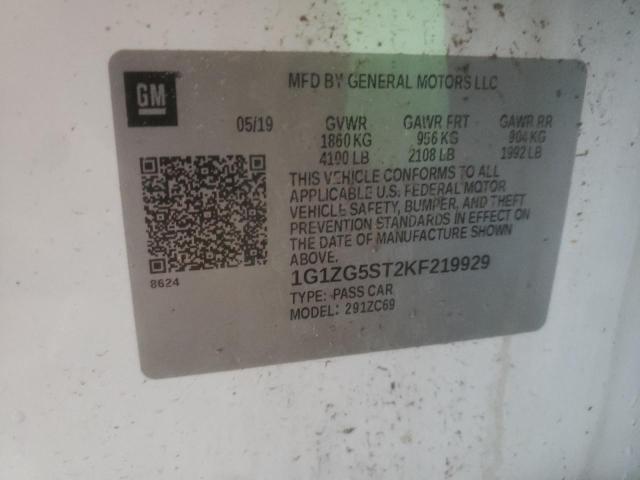 GM
MFD BY GENERAL MOTORS LLC
05/19 GVWR GAWR FRT GAWR RR
1860 KG 956 KG 904 KG
4100 LB 2108 LB 1992 LB
THIS VEHICLE CONFORMS TO ALL
APPLICABLE U.S. FEDERAL MOTOR
VEHICLE SAFETY, BUMPER, AND THEFT
PREVENTION STANDARDS IN EFFECT ON
THE DATE OF MANUFACTURE SHOWN
ABOVE.
8624
1G1ZG5ST2KF219929
TYPE: PASS CAR
MODEL: 291ZC69